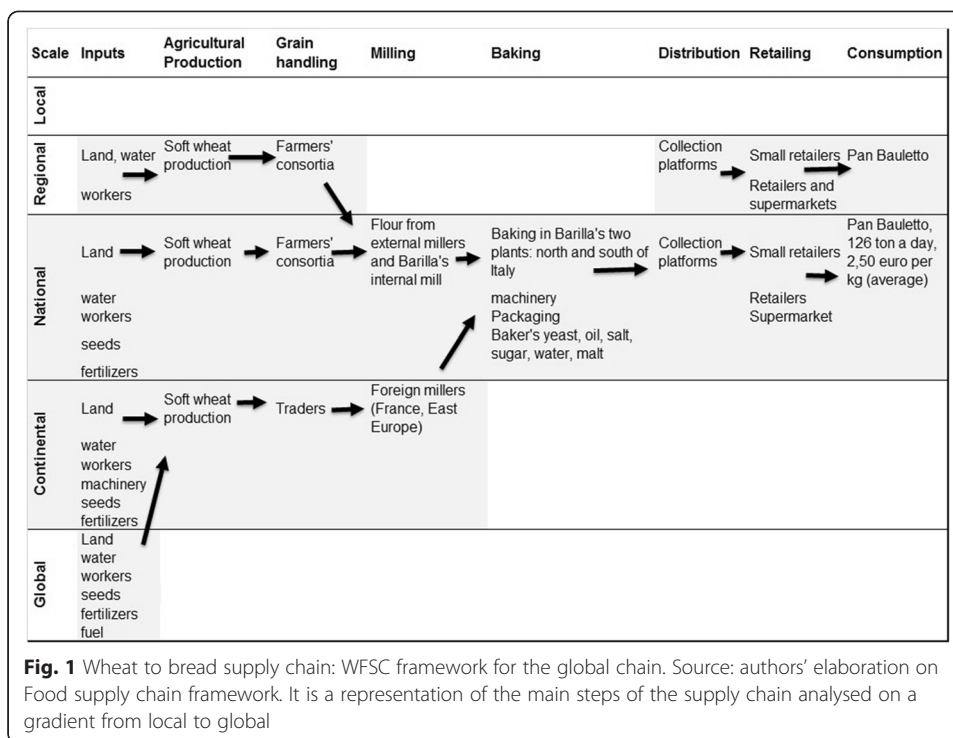 Scale Inputs Agricultural Production Grain handling Milling Baking Distribution Retailing Consumption
Local
Regional
Land, water
workers
Soft wheat
production
Farmers'
consortia
Collection
platforms
Small retailers
Retailers and
supermarkets
Pan Bauletto
National
Land
water
workers
seeds
fertilizers
Soft wheat
production
Farmers'
consortia
Flour from
external millers
and Barilla's
internal mill
Baking in Barilla's two
plants: north and south of
Italy
machinery
Packaging
Baker's yeast, oil, salt,
sugar, water, malt
Collection
platforms
Small retailers
Retailers
Supermarket
Pan Bauletto,
126 ton a day,
2,50 euro per
kg (average)
Continental
Land
water
workers
machinery
seeds
fertilizers
Soft wheat
production
Traders
Foreign millers
(France, East
Europe)
Global
Land
water
workers
seeds
fertilizers
fuel
Fig. 1 Wheat to bread supply chain: WFSC framework for the global chain. Source: authors' elaboration on
Food supply chain framework. It is a representation of the main steps of the supply chain analysed on a
gradient from local to global